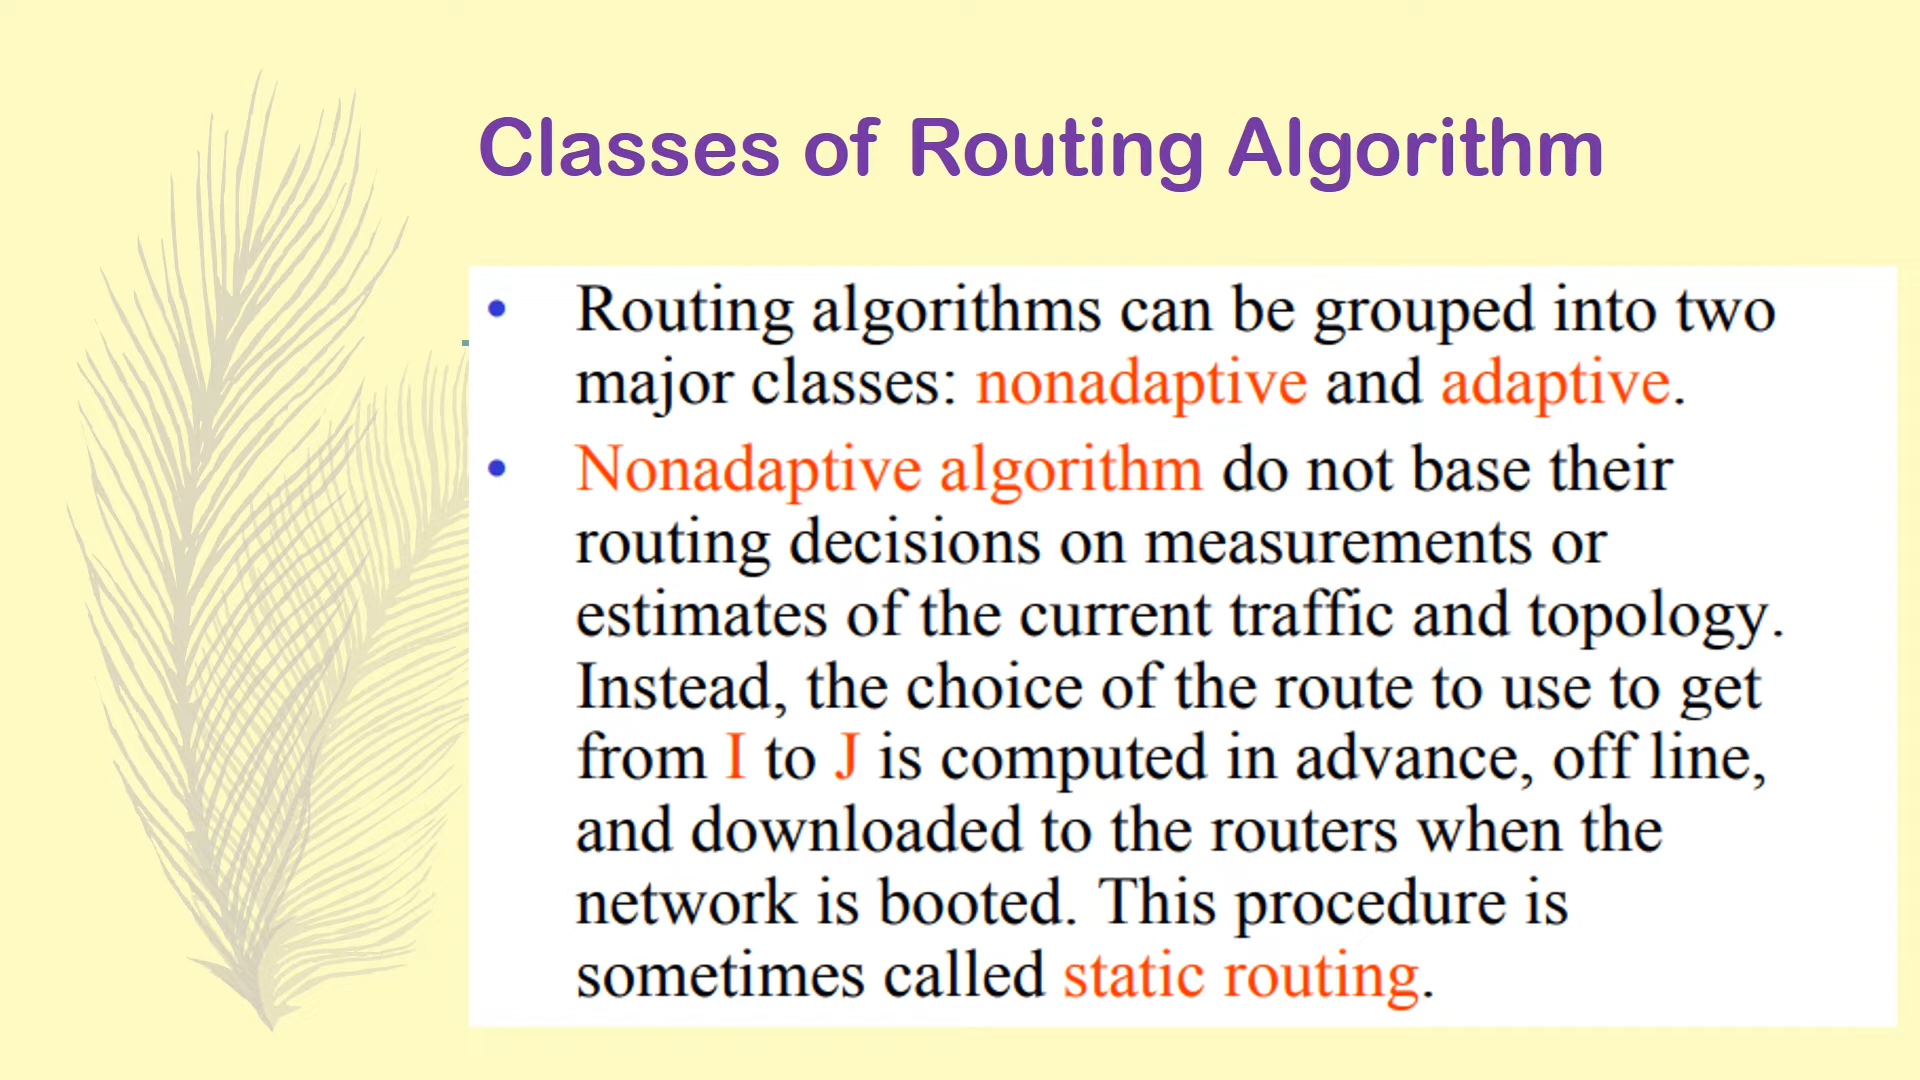 Classes of Routing Algorithm
• Routing algorithms can be grouped into two
major classes: nonadaptive and adaptive.
• Nonadaptive algorithm do not base their
routing decisions on measurements or
estimates of the current traffic and topology.
Instead, the choice of the route to use to get
from I to J is computed in advance, off line,
and downloaded to the routers when the
network is booted. This procedure is
sometimes called static routing.